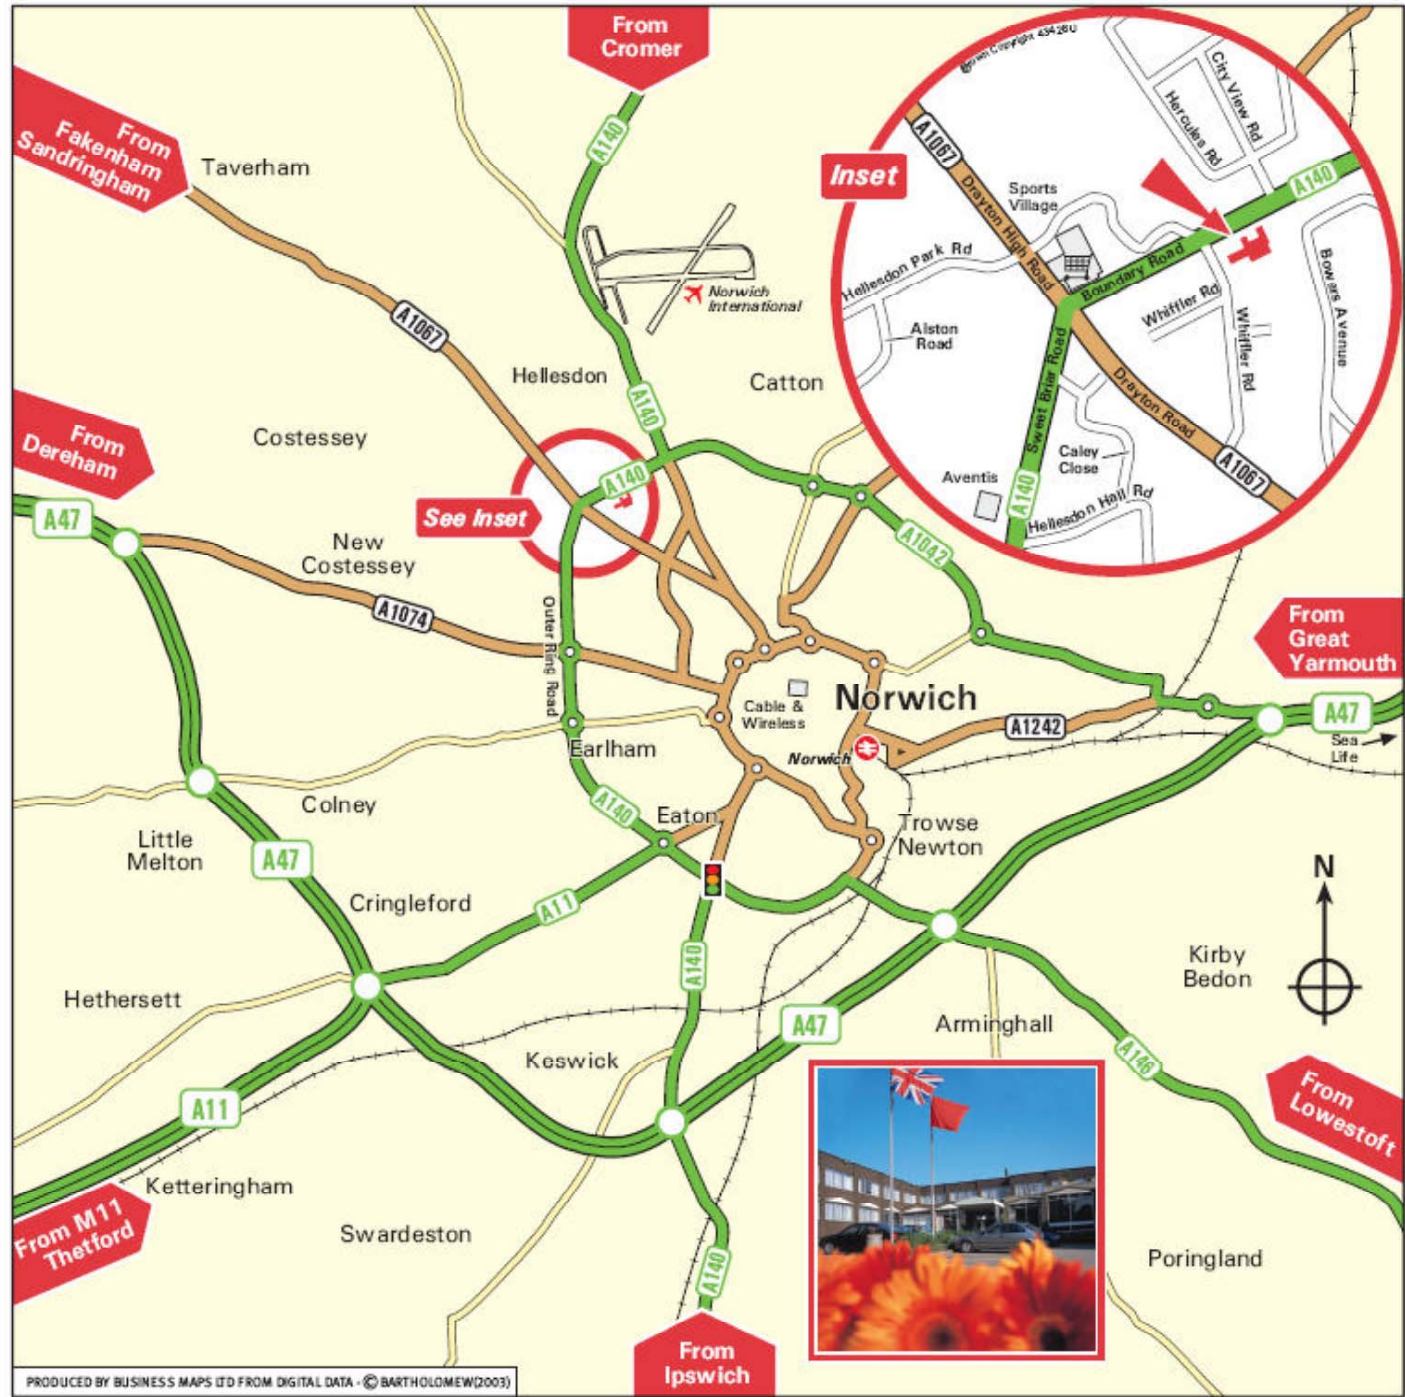 From
Cromer
From
Fakenham
Sandringham
Taverham
A140
Norwich
International
A1067
Hellesdon
Catton
A140
From
Dereham
Costessey
A47
See Inset
A140
New
Costessey
A1074
Outer Ring Road
A1042
Inset
City View Rd
Hercules Rd
A1067
Drayton High Road
Sports
Village
A140
Hellesdon Park Rd
Boundary Road
Bowers Avenue
Alston
Road
Whiffler Rd
Whiffler Rd
Sweet Briar Road
Drayton Road
Caley
Close
A1067
Aventis
A140
Hellesdon Hall Rd
From
Great
Yarmouth
A47
Sea
Life
Cable &
Wireless
Norwich
A1242
Norwich
Earlham
Colney
A140
Eaton
Trowse
Newton
Little
Melton
A47
Cringleford
A11
A140
N
Kirby
Bedon
Hethersett
A47
Arminghall
Keswick
A146
From
Lowestoft
A11
Ketteringham
From M11
Thetford
Swardeston
A140
Poringland
From
Ipswich
PRODUCED BY BUSINESS MAPS LTD FROM DIGITAL DATA - © BARTHOLOMEW(2003)